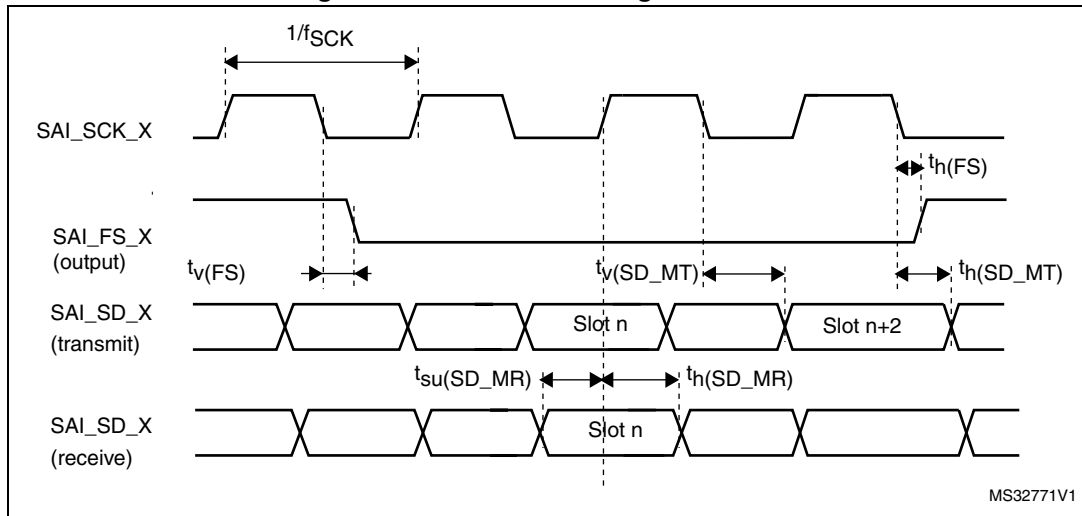 1/fSCK
SAI_SCK_X
th(FS)
SAI_FS_X
(output)
tv(FS)
tv(SD_MT)
th(SD_MT)
SAI_SD_X
(transmit)
Slot n
Slot n+2
tsu(SD_MR)
th(SD_MR)
SAI_SD_X
(receive)
Slot n
MS32771V1